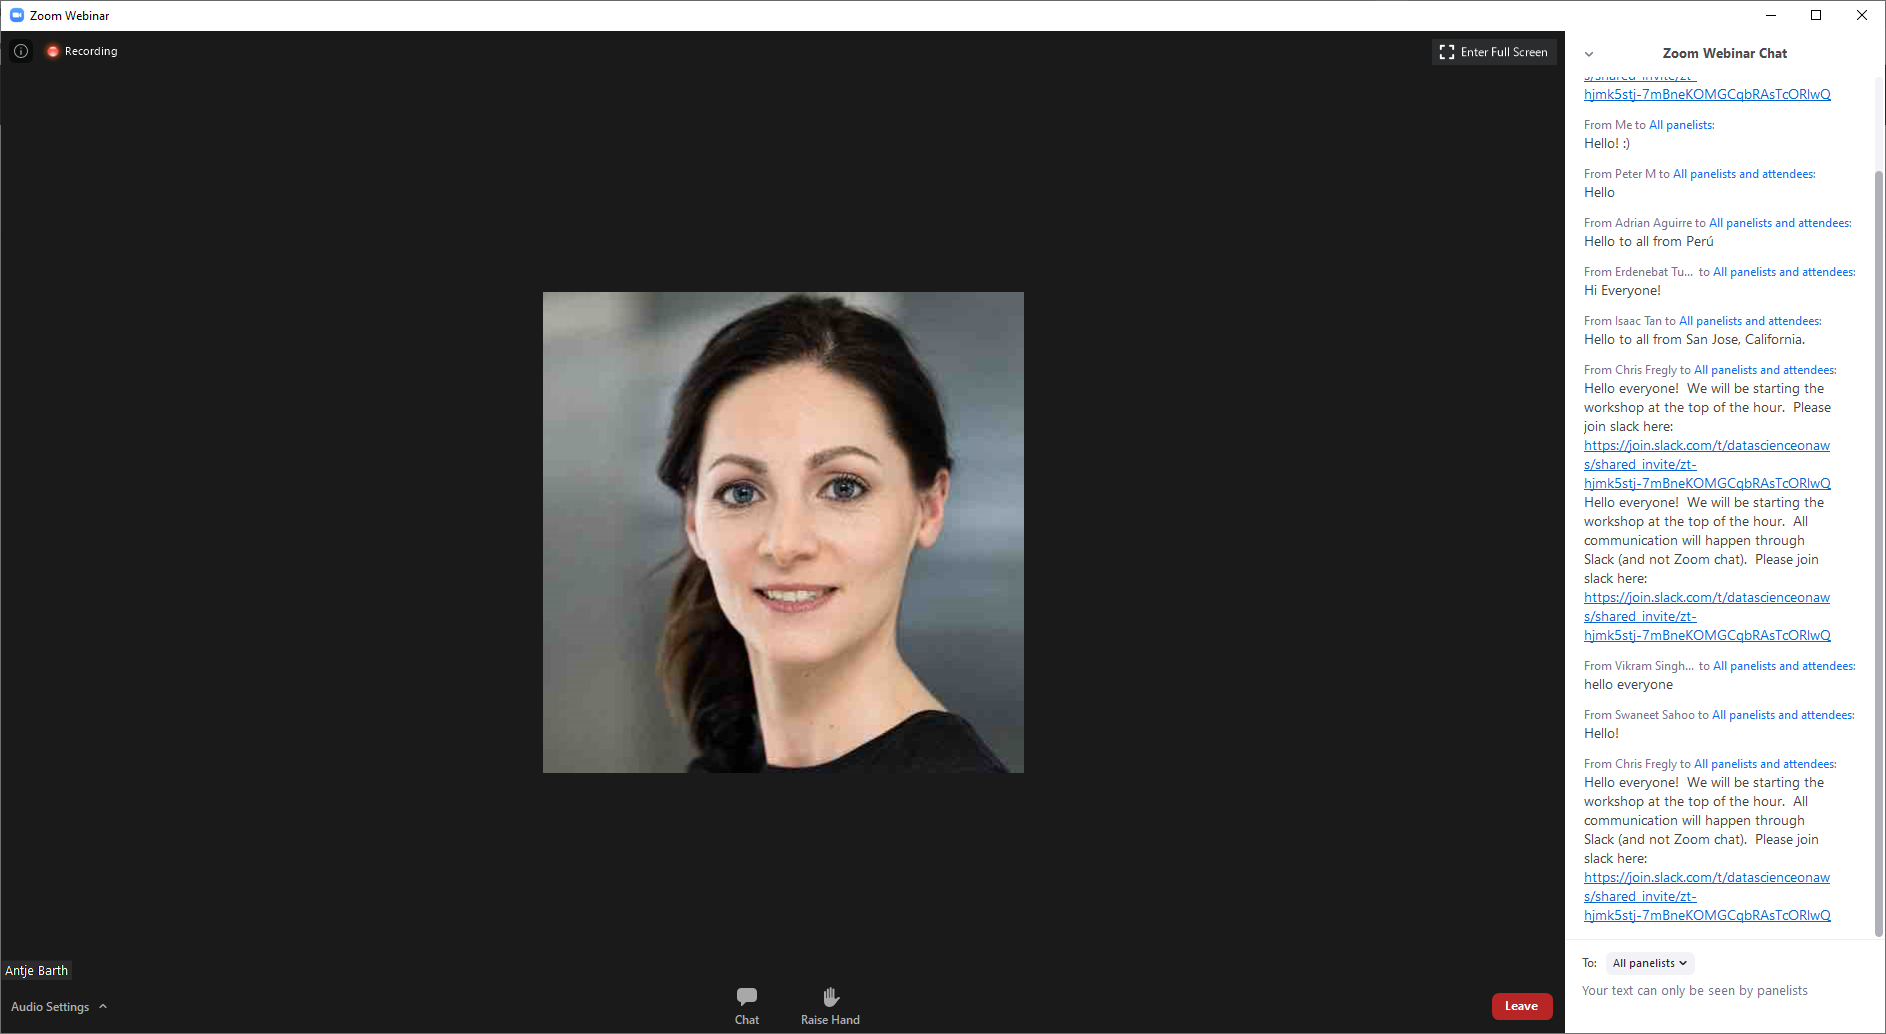 Zoom Webinar
Recording
Enter Full Screen
Antje Barth
Audio Settings
Chat
Raise Hand
Leave
Zoom Webinar Chat
s/shared_invite/zt-
hjmk5stj-7mBneKOMGCqbRAsTcORlwQ
From Me to All panelists:
Hello! :)
From Peter M to All panelists and attendees:
Hello
From Adrian Aguirre to All panelists and attendees:
Hello to all from Perú
From Erdenebat Tu... to All panelists and attendees:
Hi Everyone!
From Isaac Tan to All panelists and attendees:
Hello to all from San Jose, California.
From Chris Fregly to All panelists and attendees:
Hello everyone!  We will be starting the
workshop at the top of the hour.  Please
join slack here:
https://join.slack.com/t/datascienceonaw
s/shared_invite/zt-
hjmk5stj-7mBneKOMGCqbRAsTcORlwQ
Hello everyone!  We will be starting the
workshop at the top of the hour.  All
communication will happen through
Slack (and not Zoom chat).  Please join
slack here:
https://join.slack.com/t/datascienceonaw
s/shared_invite/zt-
hjmk5stj-7mBneKOMGCqbRAsTcORlwQ
From Vikram Singh... to All panelists and attendees:
hello everyone
From Swaneet Sahoo to All panelists and attendees:
Hello!
From Chris Fregly to All panelists and attendees:
Hello everyone!  We will be starting the
workshop at the top of the hour.  All
communication will happen through
Slack (and not Zoom chat).  Please join
slack here:
https://join.slack.com/t/datascienceonaw
s/shared_invite/zt-
hjmk5stj-7mBneKOMGCqbRAsTcORlwQ
To: All panelists
Your text can only be seen by panelists